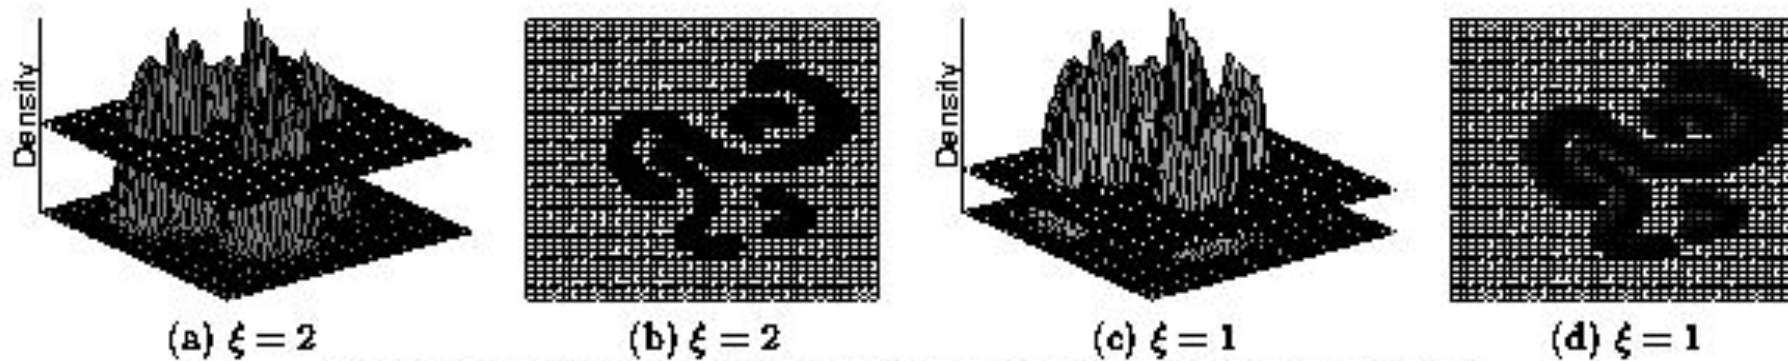 Density
Density
(a) ξ = 2
(b) ξ = 2
(c) ξ = 1
(d) ξ = 1